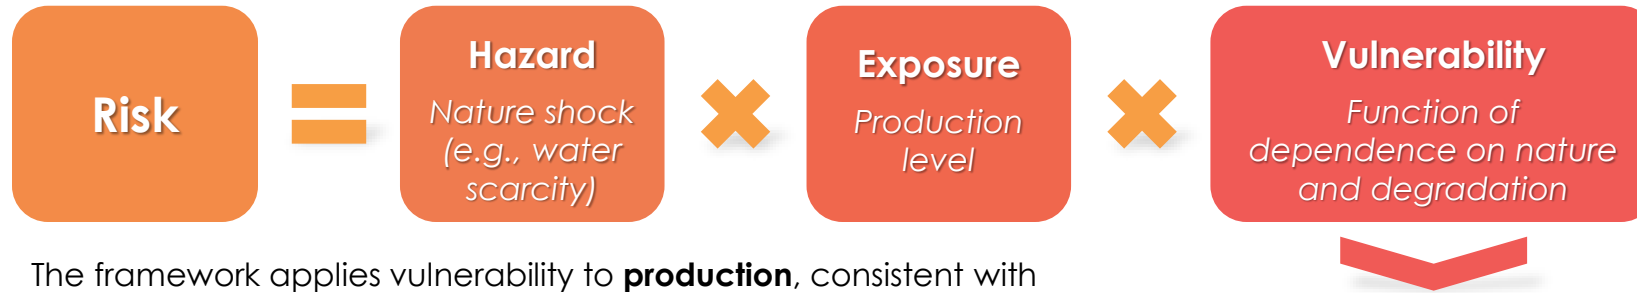 Risk
=
Hazard
Nature shock
(e.g., water
scarcity)
×
Exposure
Production
level
×
Vulnerability
Function of
dependence on nature
and degradation
The framework applies vulnerability to production, consistent with